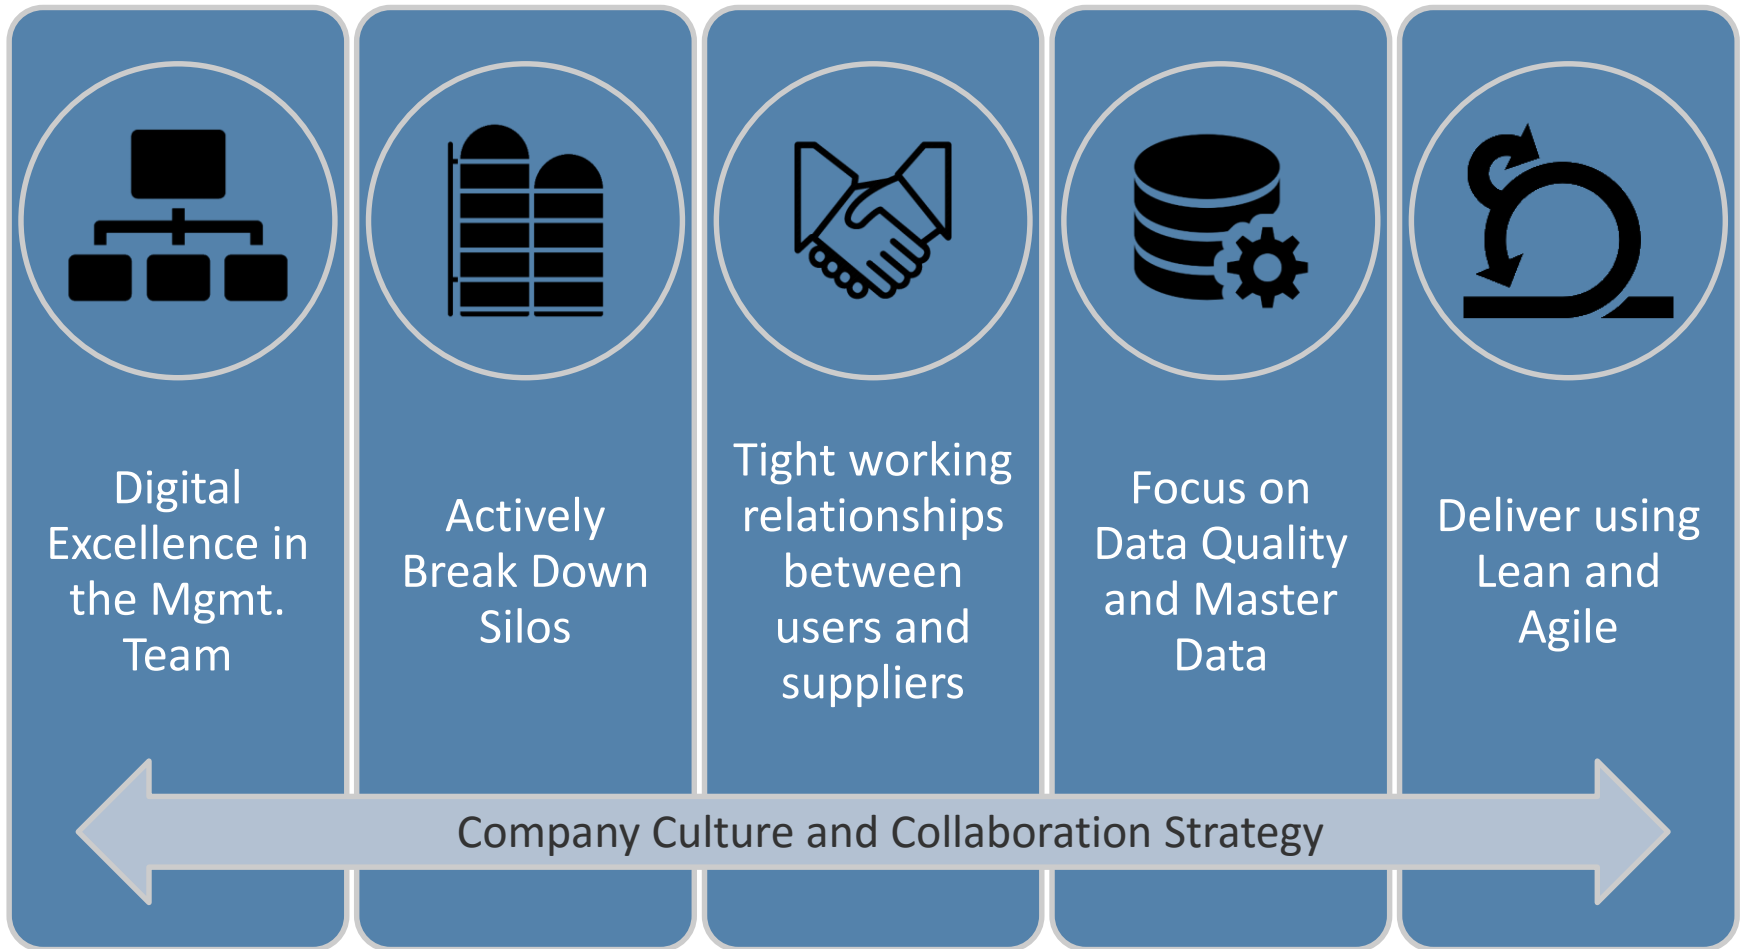 Digital
Excellence in
the Mgmt.
Team
Actively
Break Down
Silos
Tight working
relationships
between
users and
suppliers
Focus on
Data Quality
and Master
Data
Deliver using
Lean and
Agile
Company Culture and Collaboration Strategy